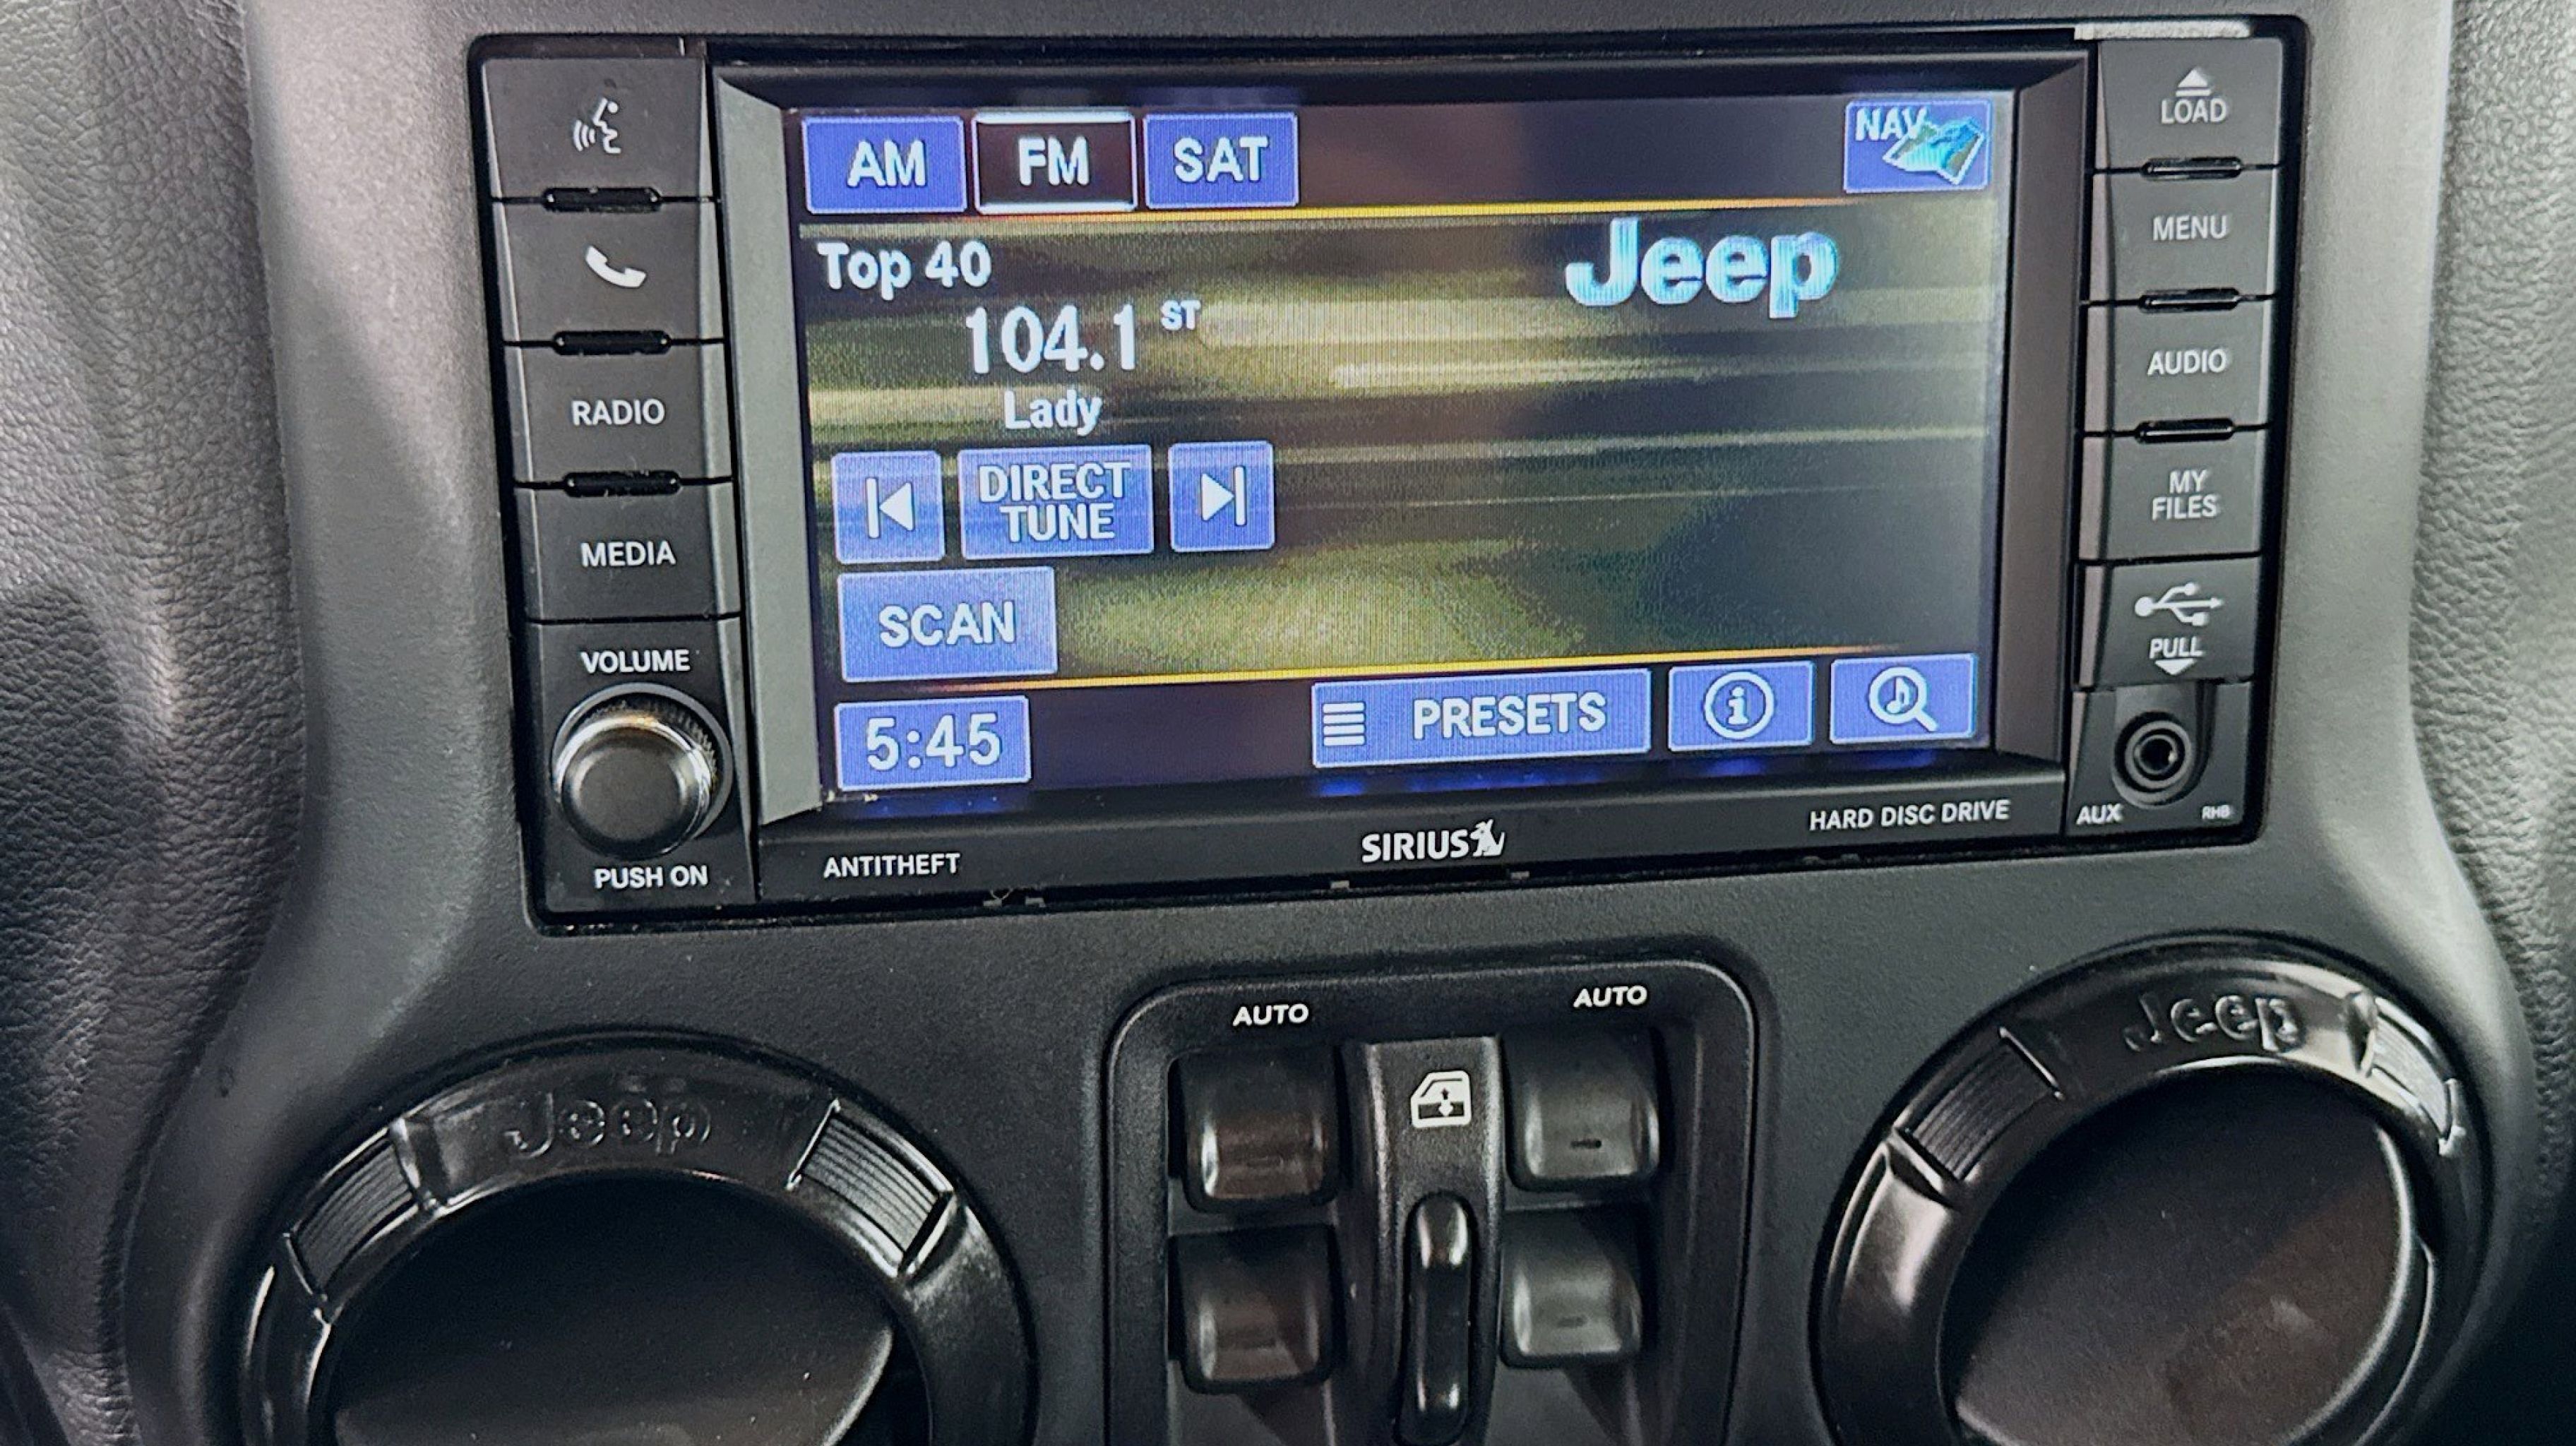 LOAD
AM FM SAT NAV
MENU
Top 40
Jeep
104.1 ST
Lady
RADIO
AUDIO
DIRECT
TUNE
MY
FILES
MEDIA
SCAN
VOLUME
PULL
5:45 PRESETS i
PUSH ON
ANTITHEFT
SIRIUS
HARD DISC DRIVE
AUX
RHB
AUTO
AUTO
Jeep
Jeep